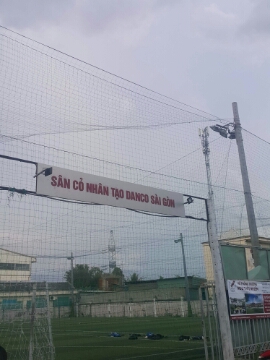 SÂN CỎ NHÂN TẠO DANCO SÀI GÒN